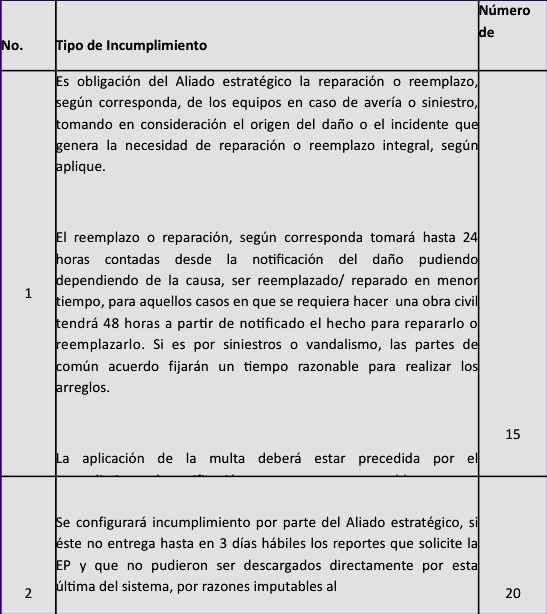 Número
de
No.
Tipo de Incumplimiento
Es obligación del Aliado estratégico la reparación o reemplazo,
según corresponda, de los equipos en caso de avería o siniestro,
tomando en consideración el origen del daño o el incidente que
genera la necesidad de reparación o reemplazo integral, según
aplique.
El reemplazo o reparación, según corresponda tomará hasta 24
horas contadas desde la notificación del daño pudiendo
dependiendo de la causa, ser reemplazado/ reparado en menor
1
tiempo, para aquellos casos en que se requiera hacer una obra civil
tendrá 48 horas a partir de notificado el hecho para repararlo o
reemplazarlo. Si es por siniestros o vandalismo, las partes de
común acuerdo fijarán un tiempo razonable para realizar los
arreglos.
15
La aplicación de la multa deberá estar precedida por el
Se configurará incumplimiento por parte del Aliado estratégico, si
éste no entrega hasta en 3 días hábiles los reportes que solicite la
EP y que no pudieron ser descargados directamente por esta
última del sistema, por razones imputables al
2
20